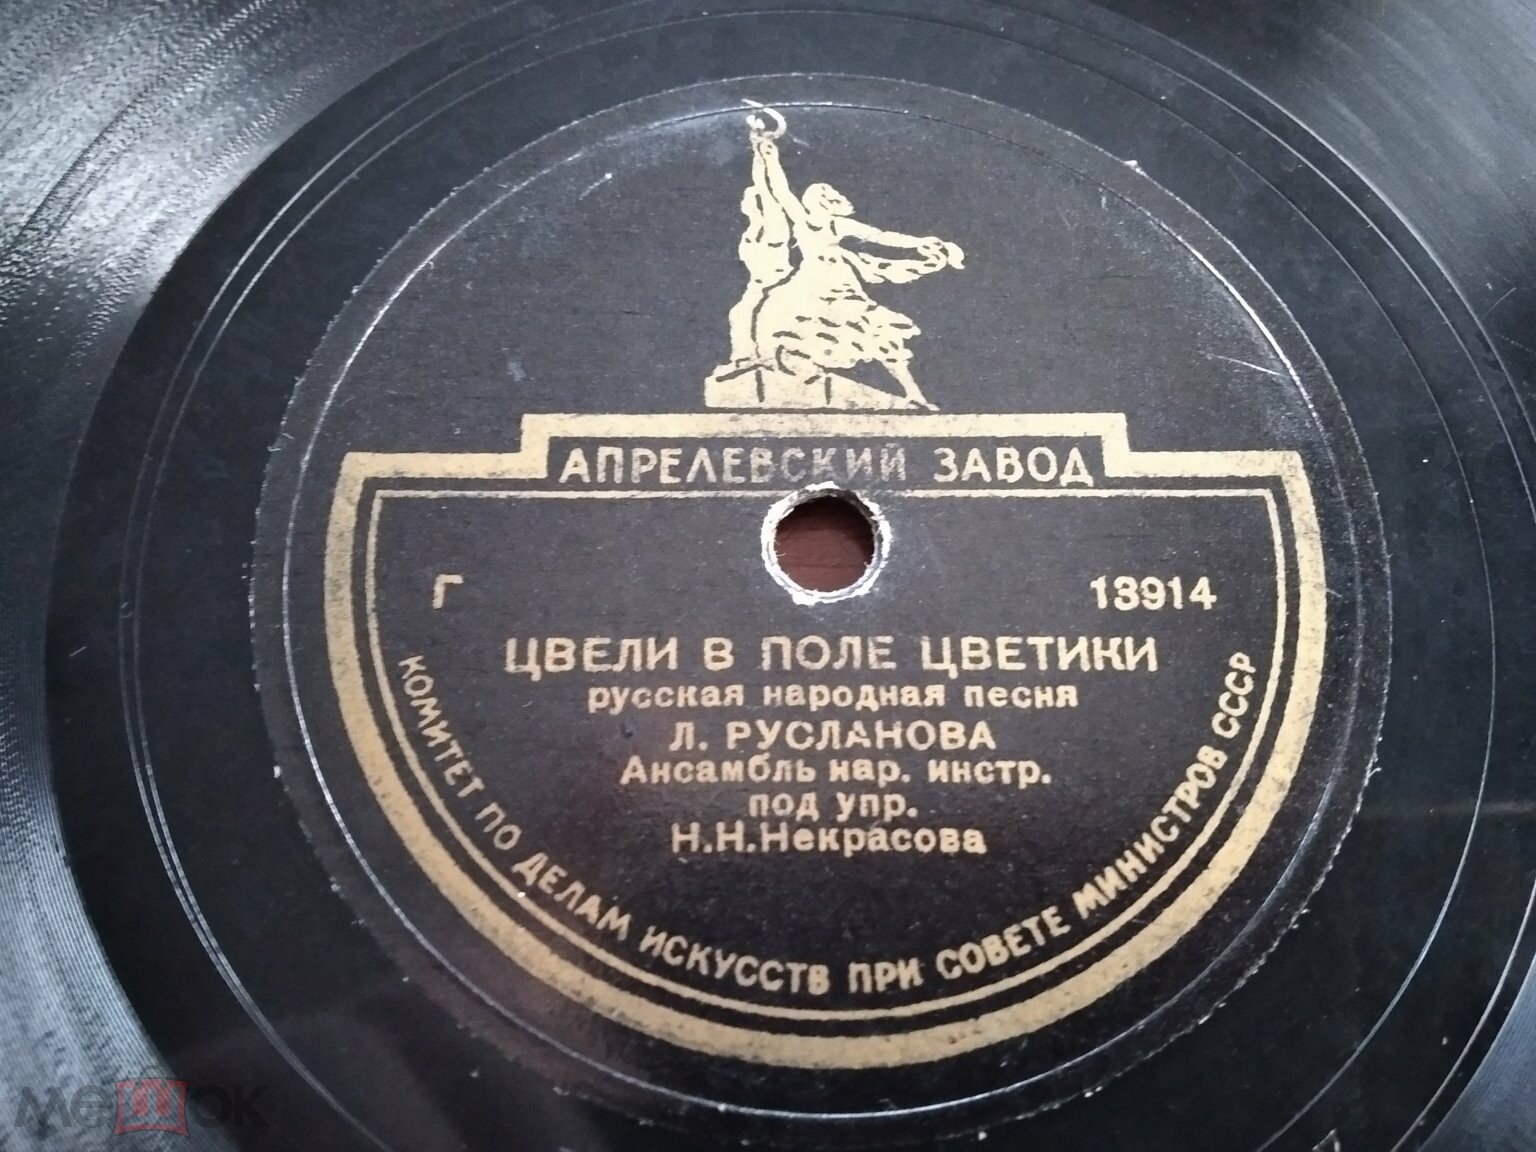 АПРЕЛЕВСКИЙ ЗАВОД
Г 13914
ЦВЕЛИ В ПОЛЕ ЦВЕТИКИ
русская народная песня
Л. РУСЛАНОВА
Ансамбль нар. инстр.
под упр.
Н.Н.Некрасова
КОМИТЕТ ПО ДЕЛАМ ИСКУССТВ ПРИ СОВЕТЕ МИНИСТРОВ СССР
мешок